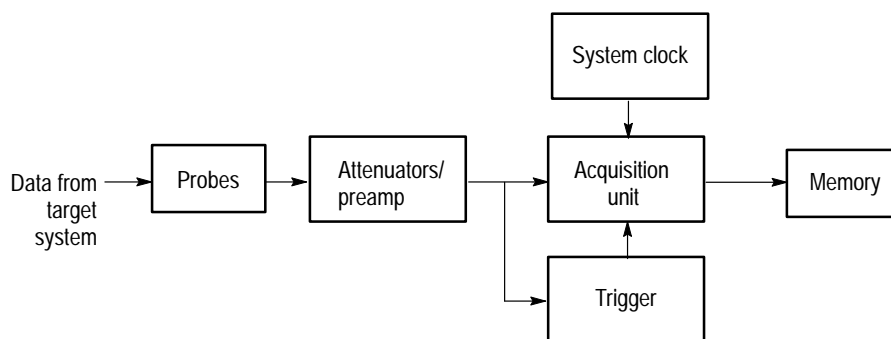 System clock
Data from
target
system
Probes
Attenuators/
preamp
Acquisition
unit
Memory
Trigger